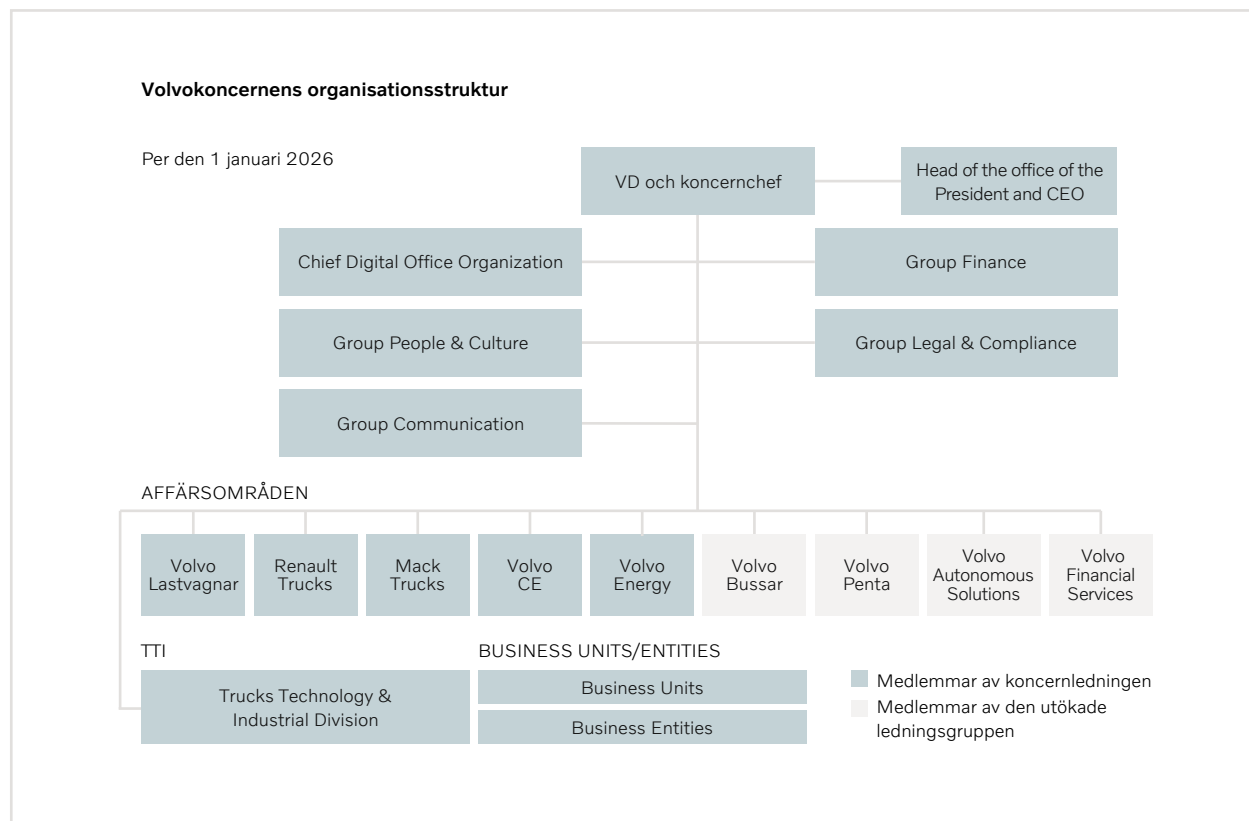 Volvokoncernens organisationsstruktur
Per den 1 januari 2026
VD och koncernchef
Head of the office of the
President and CEO
Chief Digital Office Organization
Group Finance
Group People & Culture
Group Legal & Compliance
Group Communication
AFFÄRSOMRÅDEN
Volvo
Lastvagnar
Renault
Trucks
Mack
Trucks
Volvo
CE
Volvo
Energy
Volvo
Bussar
Volvo
Penta
Volvo
Autonomous
Solutions
Volvo
Financial
Services
TTI
Trucks Technology &
Industrial Division
BUSINESS UNITS/ENTITIES
Business Units
Business Entities
Medlemmar av koncernledningen
Medlemmar av den utökade
ledningsgruppen